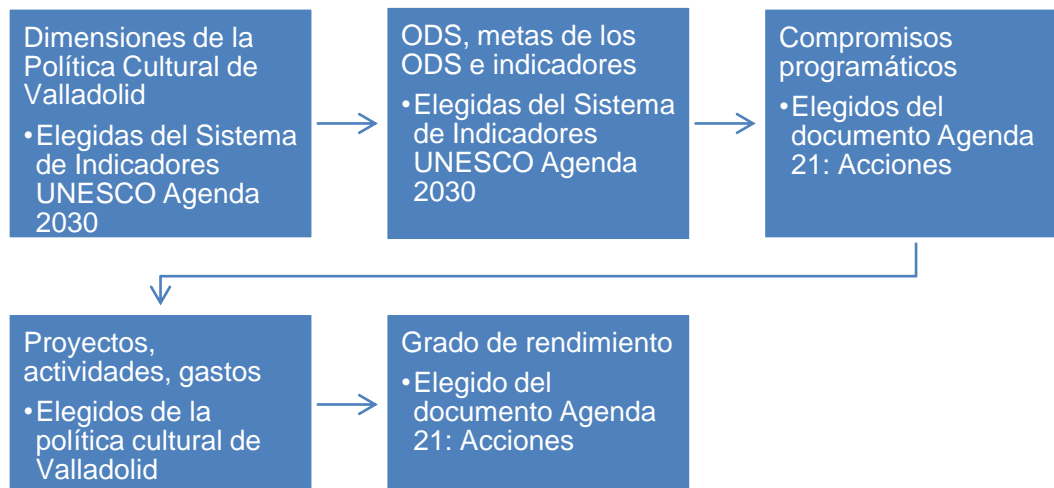 Dimensiones de la
Política Cultural de
Valladolid
•Elegidas del Sistema
de Indicadores
UNESCO Agenda
2030
ODS, metas de los
ODS e indicadores
•Elegidas del Sistema
de Indicadores
UNESCO Agenda
2030
Compromisos
programáticos
•Elegidos del
documento Agenda
21: Acciones
Proyectos,
actividades, gastos
•Elegidos de la
política cultural de
Valladolid
Grado de rendimiento
•Elegido del
documento Agenda
21: Acciones